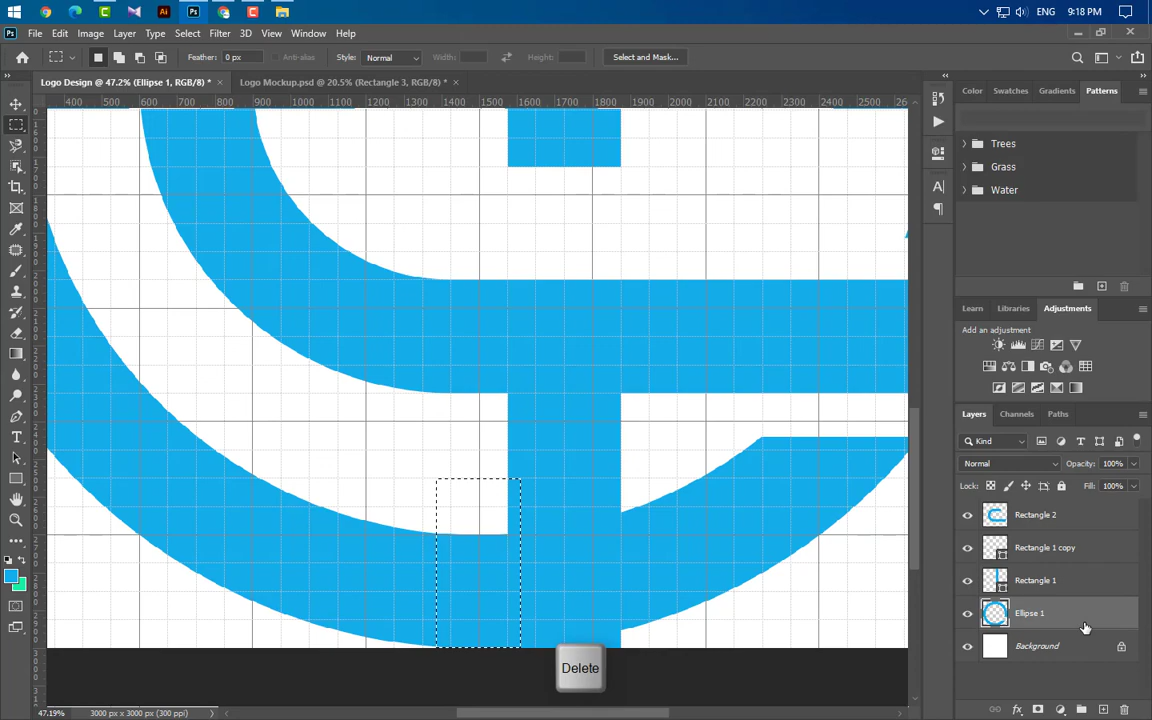 ENG 9:18 PM
File Edit Image Layer Type Select Filter 3D View Window Help
Feather: 0 px Anti-alias Style: Normal Width: Height: Select and Mask...
Logo Design @ 47.2% (Ellipse 1, RGB/8) * × Logo Mockup.psd @ 20.5% (Rectangle 3, RGB/8) * ×
400 500 600 700 800 900 1000 1100 1200 1300 1400 1500 1600 1700 1800 1900 2000 2100 2200 2300 2400 2500
Color Swatches Gradients Patterns
Trees
Grass
Water
Learn Libraries Adjustments
Add an adjustment
Layers Channels Paths
Kind
Normal Opacity: 100%
Lock: Fill: 100%
Rectangle 2
Rectangle 1 copy
Rectangle 1
Ellipse 1
Background
Delete
47.19% 3000 px x 3000 px (300 ppi)